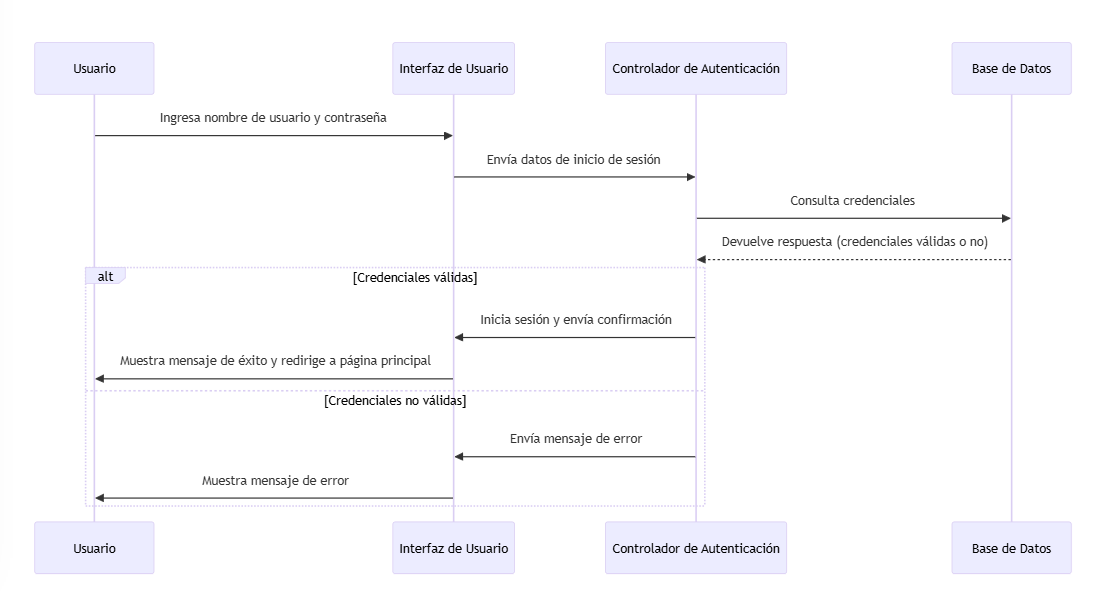 Usuario
Interfaz de Usuario
Controlador de Autenticación
Base de Datos
Ingresa nombre de usuario y contraseña
Envía datos de inicio de sesión
Consulta credenciales
Devuelve respuesta (credenciales válidas o no)
alt
[Credenciales válidas]
Inicia sesión y envía confirmación
Muestra mensaje de éxito y redirige a página principal
[Credenciales no válidas]
Envía mensaje de error
Muestra mensaje de error
Usuario
Interfaz de Usuario
Controlador de Autenticación
Base de Datos